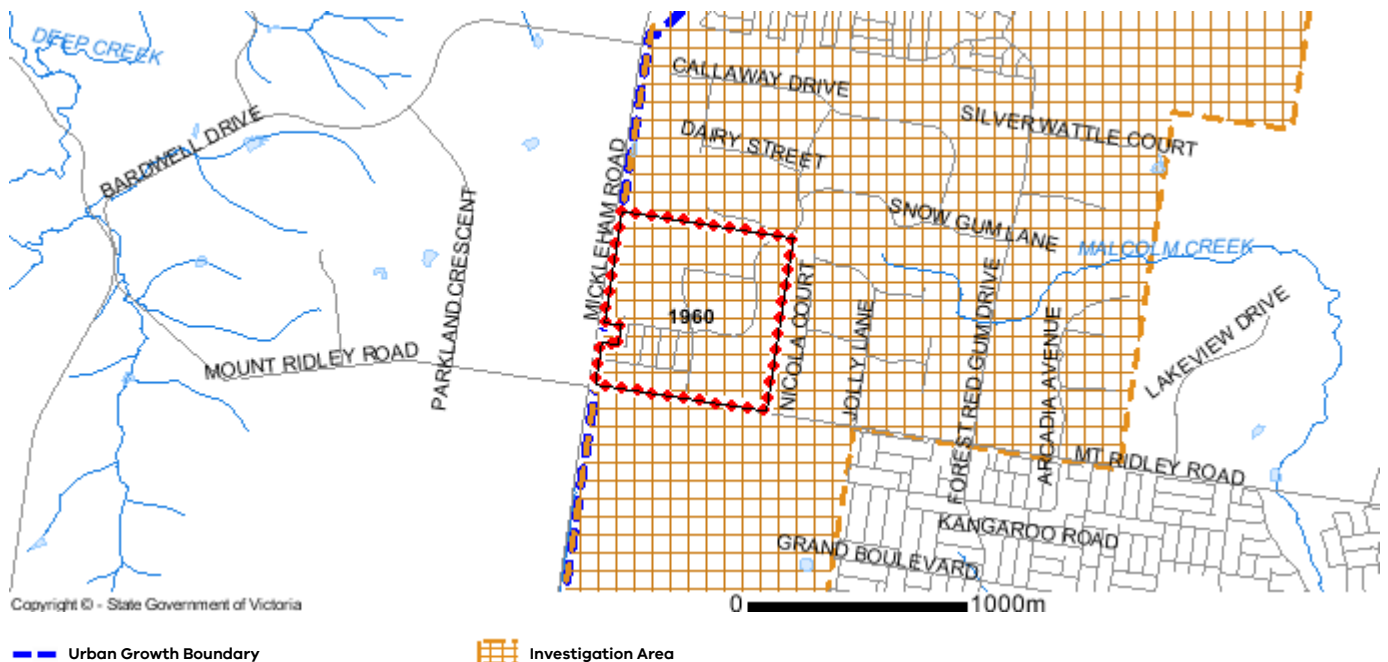 DEEP CREEK
CALLAWAY DRIVE
SILVER WATTLE COURT
BARDWELL DRIVE
DAIRY STREET
MICKLEHAM ROAD
PARKLAND CRESCENT
SNOW GUM LANE
MALCOLM CREEK
NICOLA COURT
1960
JOLLY LANE
FOREST RED GUM DRIVE
ARCADIA AVENUE
LAKEVIEW DRIVE
MOUNT RIDLEY ROAD
MT RIDLEY ROAD
KANGAROO ROAD
GRAND BOULEVARD
Copyright © - State Government of Victoria
0 1000m
Urban Growth Boundary
Investigation Area